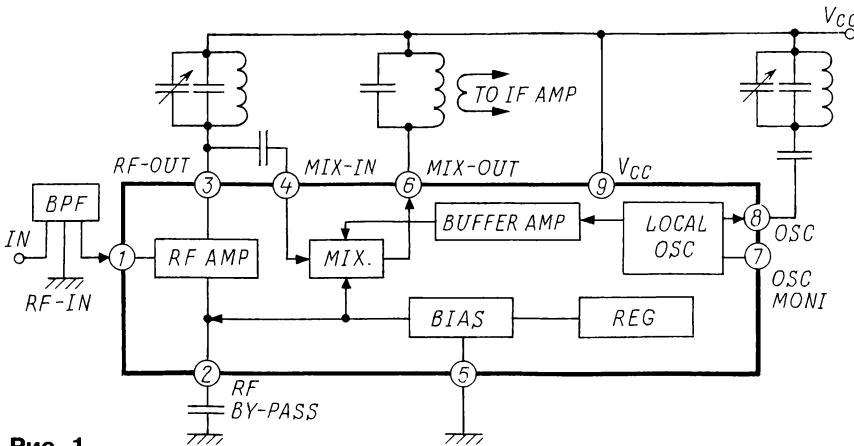 VCC
TO IF AMP
RF-OUT
MIX-IN
MIX-OUT
VCC
3
4
6
9
BPF
IN
1
RF-IN
RF AMP
MIX.
BUFFER AMP
LOCAL
OSC
8
OSC
7
OSC
MONI
BIAS
REG
2
RF
BY-PASS
5
Рис. 1